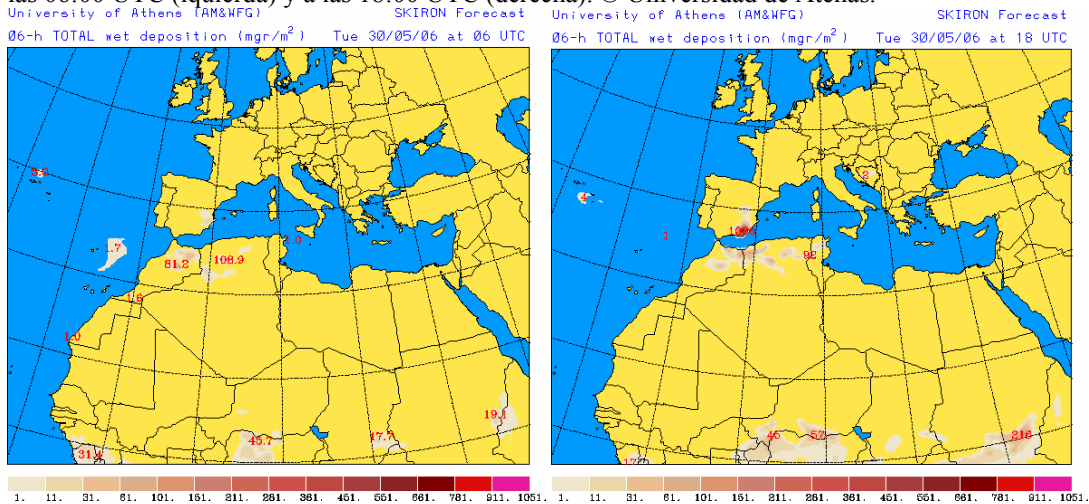 las 06:00 UTC (izquierda) y a las 18:00 UTC (derecha). © Universidad de Atenas.
University of Athens (AM&WFG) SKIRON Forecast
06-h TOTAL wet deposition (mgr/m²) Tue 30/05/06 at 06 UTC
1.7
81.2
108.9
1.0
1.6
1.0
19.1
45.7
17.7
31.4
1. 11. 31. 61. 101. 151. 211. 281. 361. 451. 551. 661. 781. 911. 1051.
University of Athens (AM&WFG) SKIRON Forecast
06-h TOTAL wet deposition (mgr/m²) Tue 30/05/06 at 18 UTC
2
4
1
92
46
57
216
1. 11. 31. 61. 101. 151. 211. 281. 361. 451. 551. 661. 781. 911. 1051.